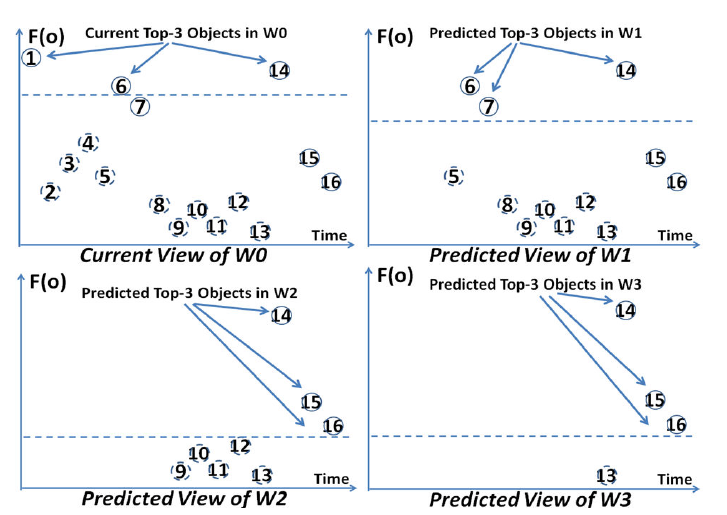 F(o)
Current Top-3 Objects in W0
1
14
6
7
4
3
5
2
15
16
8
10
12
9
11
13
Time
Current View of W0
F(o)
Predicted Top-3 Objects in W1
14
6
7
15
5
16
8
10
12
9
11
13
Time
Predicted View of W1
F(o)
Predicted Top-3 Objects in W2
14
15
16
12
10
9
11
13
Time
Predicted View of W2
F(o)
Predicted Top-3 Objects in W3
14
15
16
13
Time
Predicted View of W3